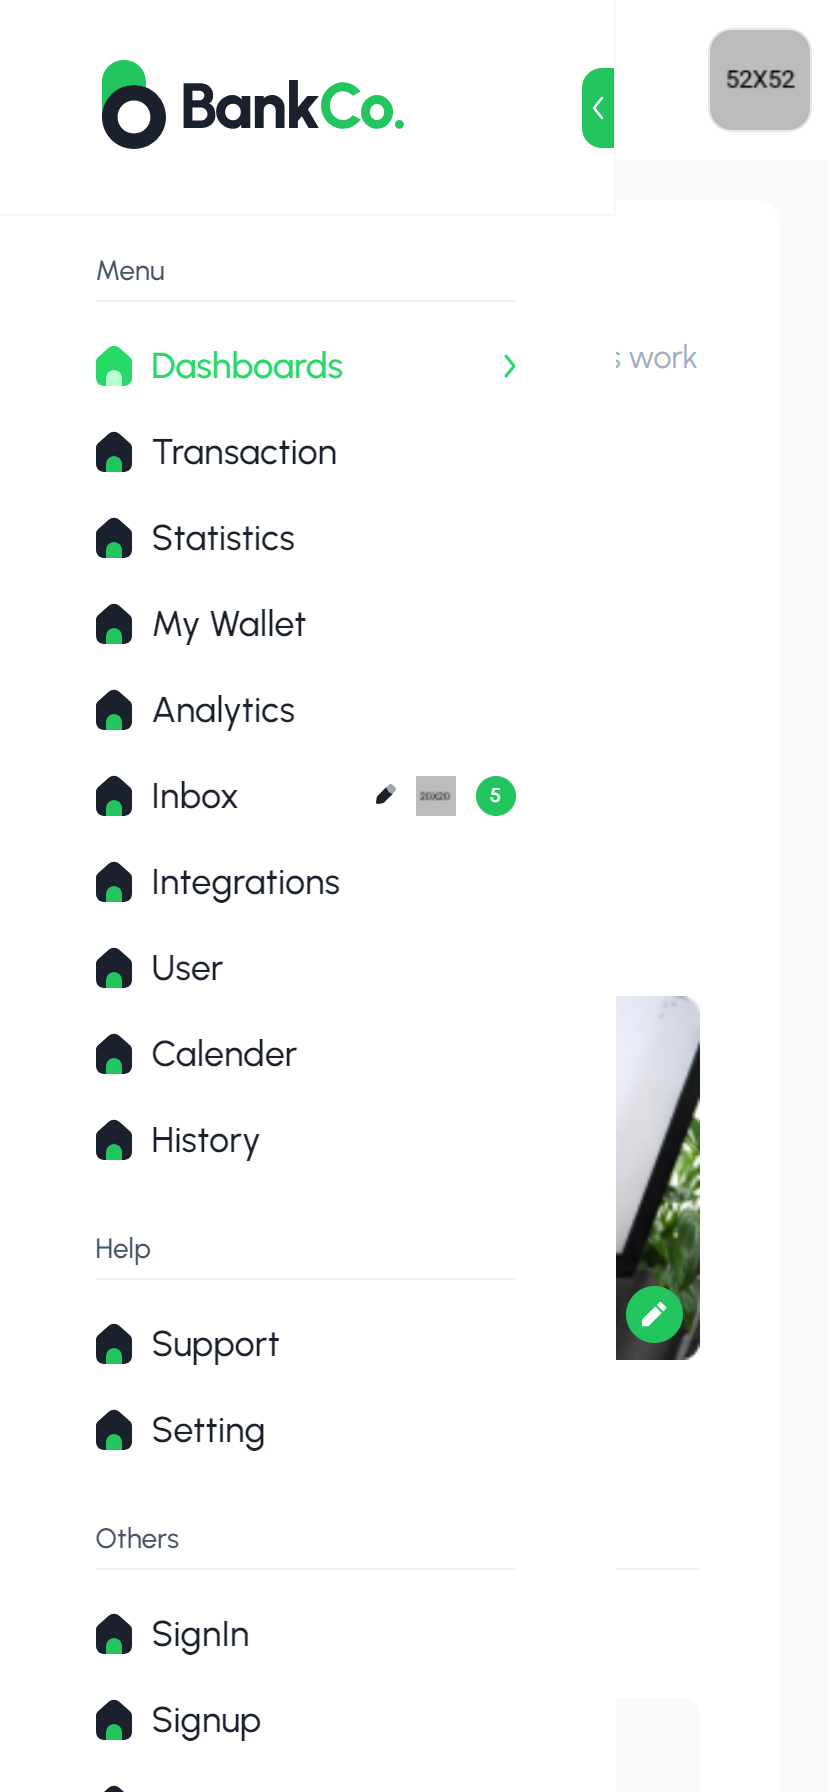 BankCo.
52X52
Menu
Dashboards
s work
Transaction
Statistics
My Wallet
Analytics
Inbox 20X20 5
Integrations
User
Calender
History
Help
Support
Setting
Others
SignIn
Signup